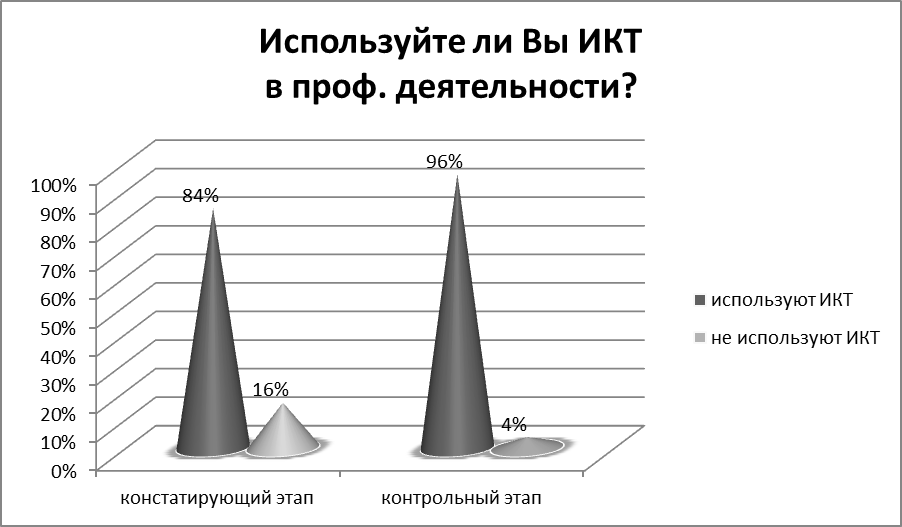 Используйте ли Вы ИКТ
в проф. деятельности?
100%
90%
80%
70%
60%
50%
40%
30%
20%
10%
0%
84%
16%
96%
4%
констатирующий этап
контрольный этап
используют ИКТ
не используют ИКТ